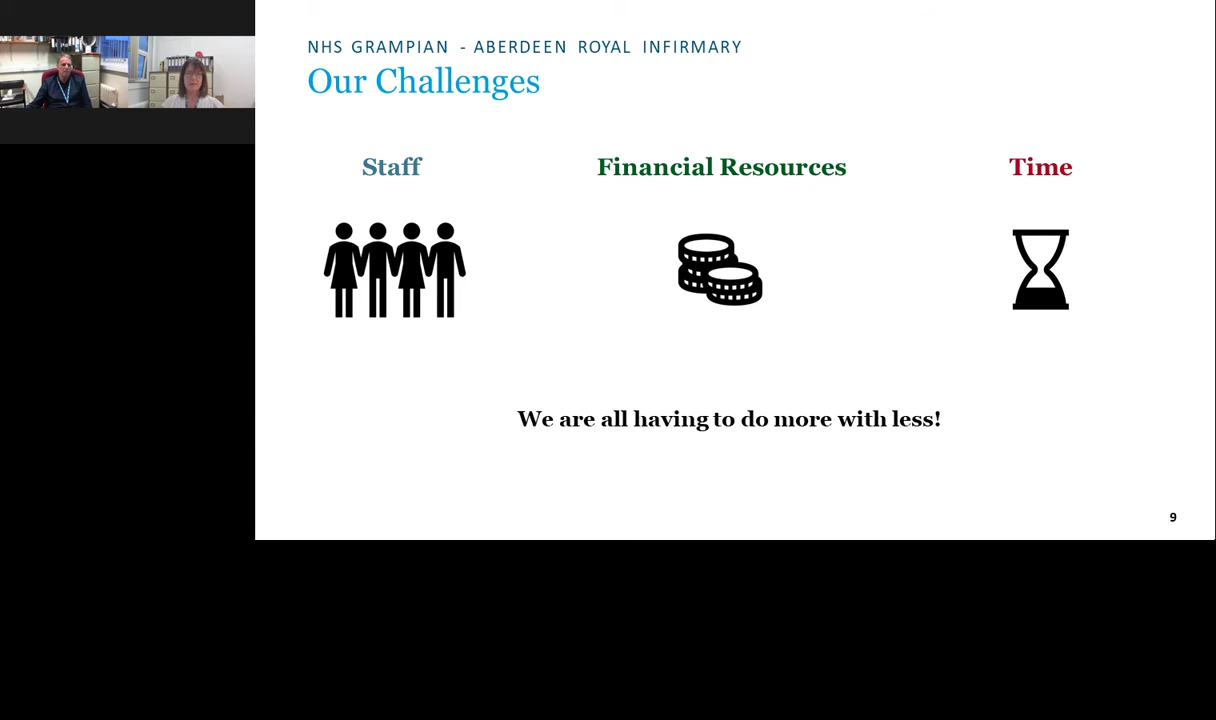 NHS GRAMPIAN - ABERDEEN ROYAL INFIRMARY
Our Challenges
Staff
Financial Resources
Time
We are all having to do more with less!
9